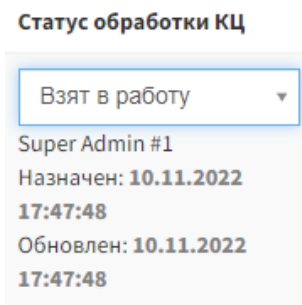 Статус обработки КЦ
Взят в работу
Super Admin #1
Назначен: 10.11.2022
17:47:48
Обновлен: 10.11.2022
17:47:48